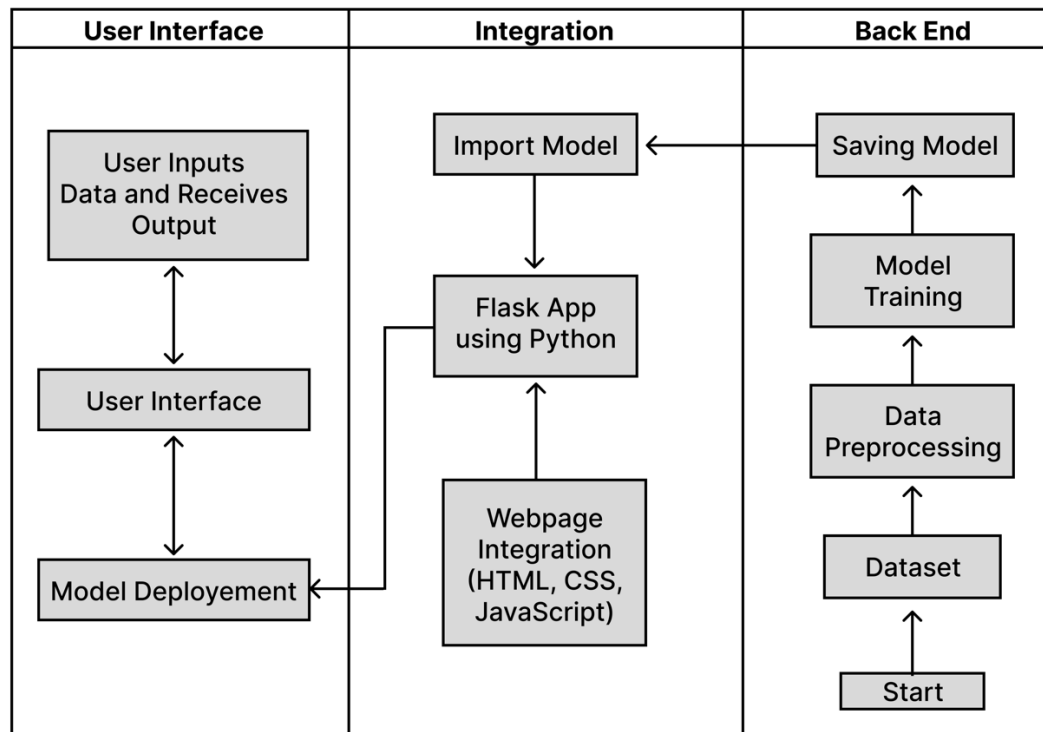 User Interface
Integration
Back End
User Inputs
Data and Receives
Output
User Interface
Model Deployement
Import Model
Flask App
using Python
Webpage
Integration
(HTML, CSS,
JavaScript)
Saving Model
Model
Training
Data
Preprocessing
Dataset
Start